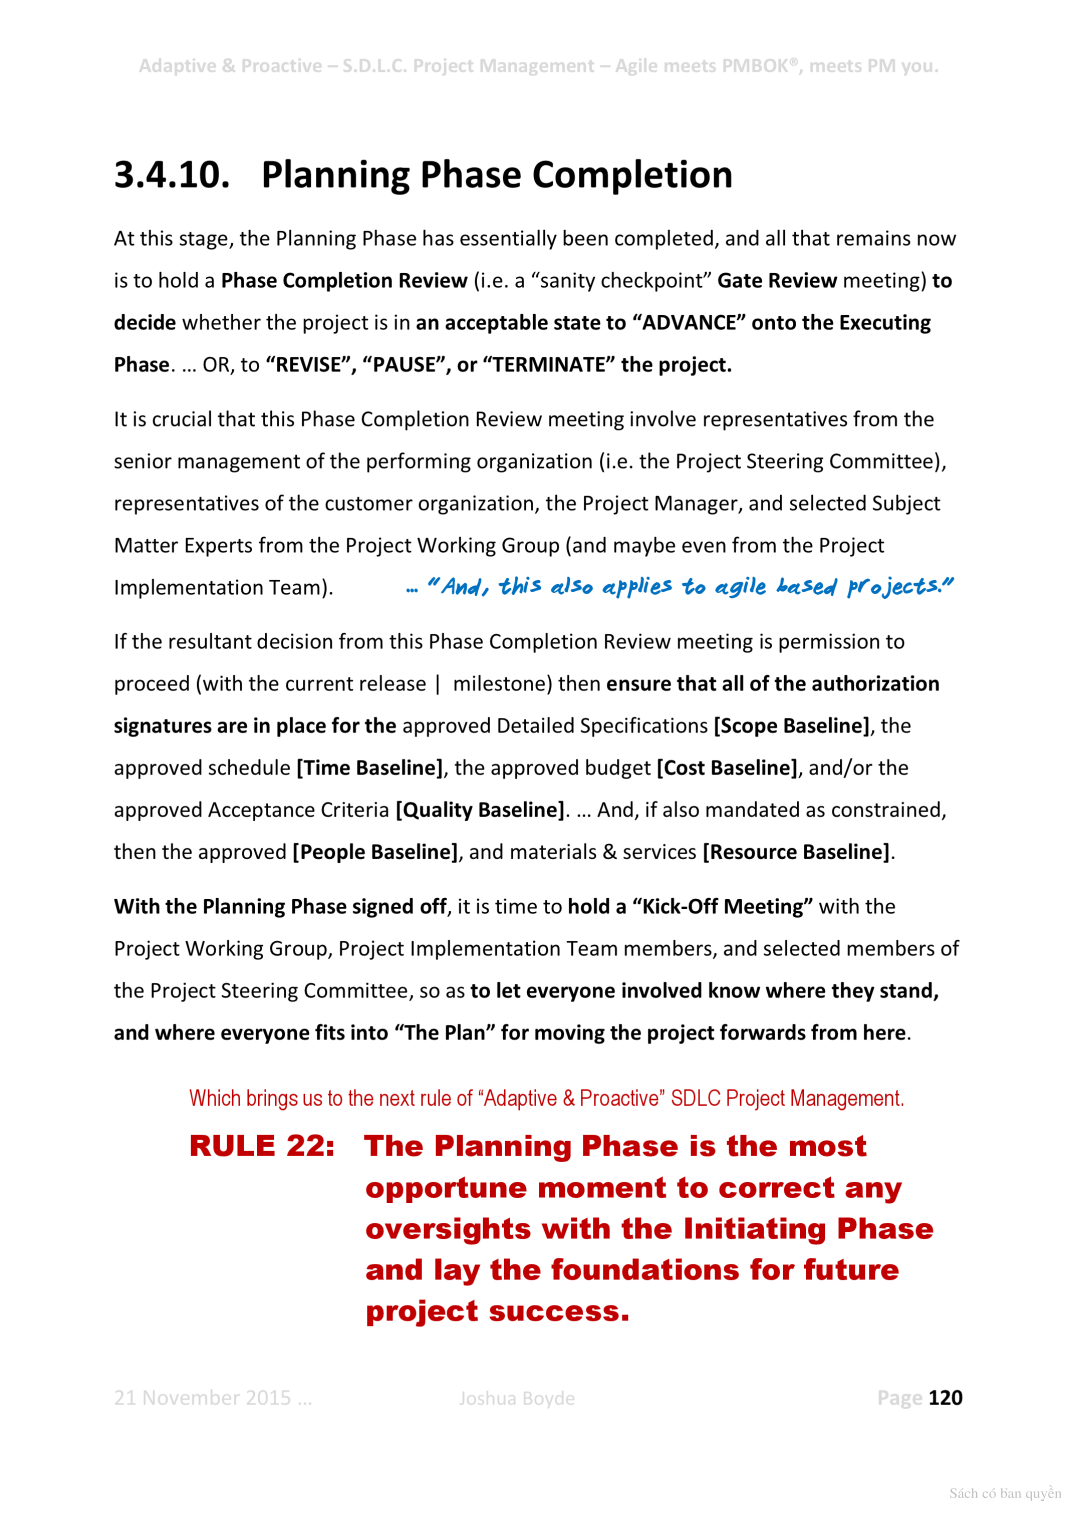 Adaptive & Proactive – S.D.L.C. Project Management – Agile meets PMBOK®, meets PM you.
3.4.10. Planning Phase Completion
At this stage, the Planning Phase has essentially been completed, and all that remains now
is to hold a Phase Completion Review (i.e. a “sanity checkpoint” Gate Review meeting) to
decide whether the project is in an acceptable state to “ADVANCE” onto the Executing
Phase. … OR, to “REVISE”, “PAUSE”, or “TERMINATE” the project.
It is crucial that this Phase Completion Review meeting involve representatives from the
senior management of the performing organization (i.e. the Project Steering Committee),
representatives of the customer organization, the Project Manager, and selected Subject
Matter Experts from the Project Working Group (and maybe even from the Project
Implementation Team). … “And, this also applies to agile based projects.”
If the resultant decision from this Phase Completion Review meeting is permission to
proceed (with the current release | milestone) then ensure that all of the authorization
signatures are in place for the approved Detailed Specifications [Scope Baseline], the
approved schedule [Time Baseline], the approved budget [Cost Baseline], and/or the
approved Acceptance Criteria [Quality Baseline]. … And, if also mandated as constrained,
then the approved [People Baseline], and materials & services [Resource Baseline].
With the Planning Phase signed off, it is time to hold a “Kick-Off Meeting” with the
Project Working Group, Project Implementation Team members, and selected members of
the Project Steering Committee, so as to let everyone involved know where they stand,
and where everyone fits into “The Plan” for moving the project forwards from here.
Which brings us to the next rule of “Adaptive & Proactive” SDLC Project Management.
RULE 22: The Planning Phase is the most
opportune moment to correct any
oversights with the Initiating Phase
and lay the foundations for future
project success.
21 November 2015 … Joshua Boyde Page 120
Sách có bản quyền